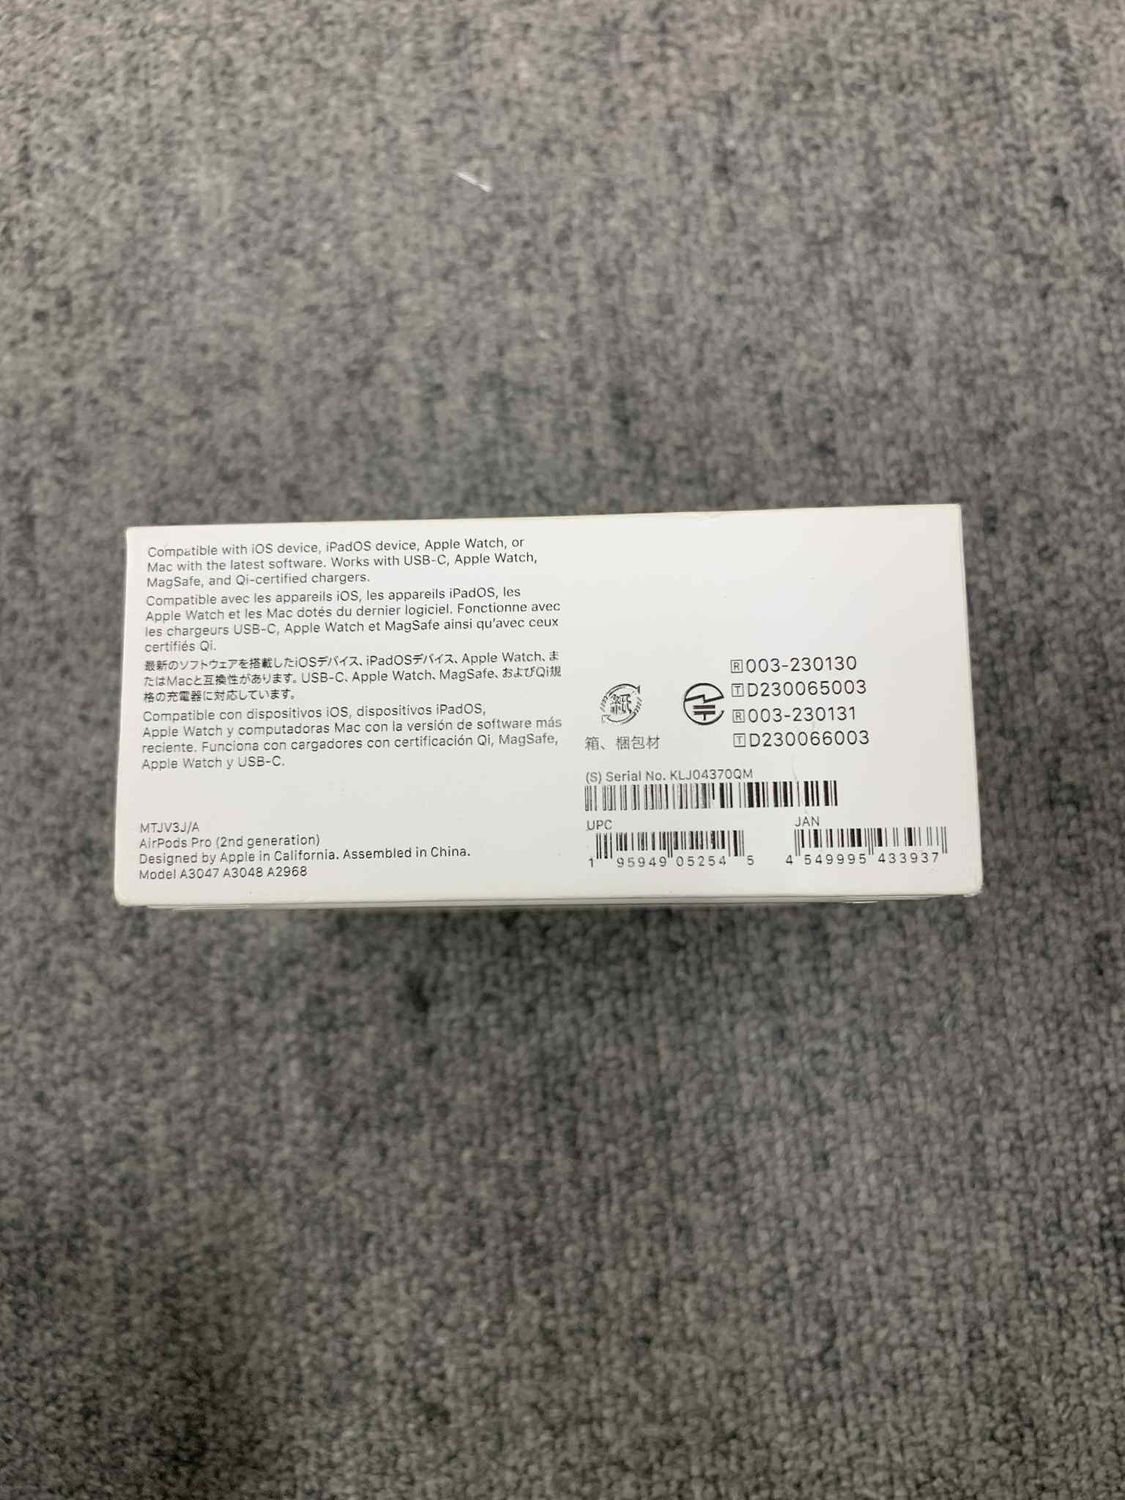 Compatible with iOS device, iPadOS device, Apple Watch, or
Mac with the latest software. Works with USB-C, Apple Watch,
MagSafe, and Qi-certified chargers.
Compatible avec les appareils iOS, les appareils iPadOS, les
Apple Watch et les Mac dotés du dernier logiciel. Fonctionne avec
les chargeurs USB-C, Apple Watch et MagSafe ainsi qu'avec ceux
certifiés Qi.
最新のソフトウェアを搭載したiOSデバイス、iPadOSデバイス、Apple Watch、ま
たはMacと互換性があります。USB-C、Apple Watch、MagSafe、およびQi規
格の充電器に対応しています。
Compatible con dispositivos iOS, dispositivos iPadOS,
Apple Watch y computadoras Mac con la versión de software más
reciente. Funciona con cargadores con certificación Qi, MagSafe,
Apple Watch y USB-C.
MTJV3J/A
AirPods Pro (2nd generation)
Designed by Apple in California. Assembled in China.
Model A3047 A3048 A2968
紙
箱、梱包材
R 003-230130
T D230065003
R 003-230131
T D230066003
(S) Serial No. KLJ04370QM
UPC
1 95949 05254 5
JAN
4 549995 433937